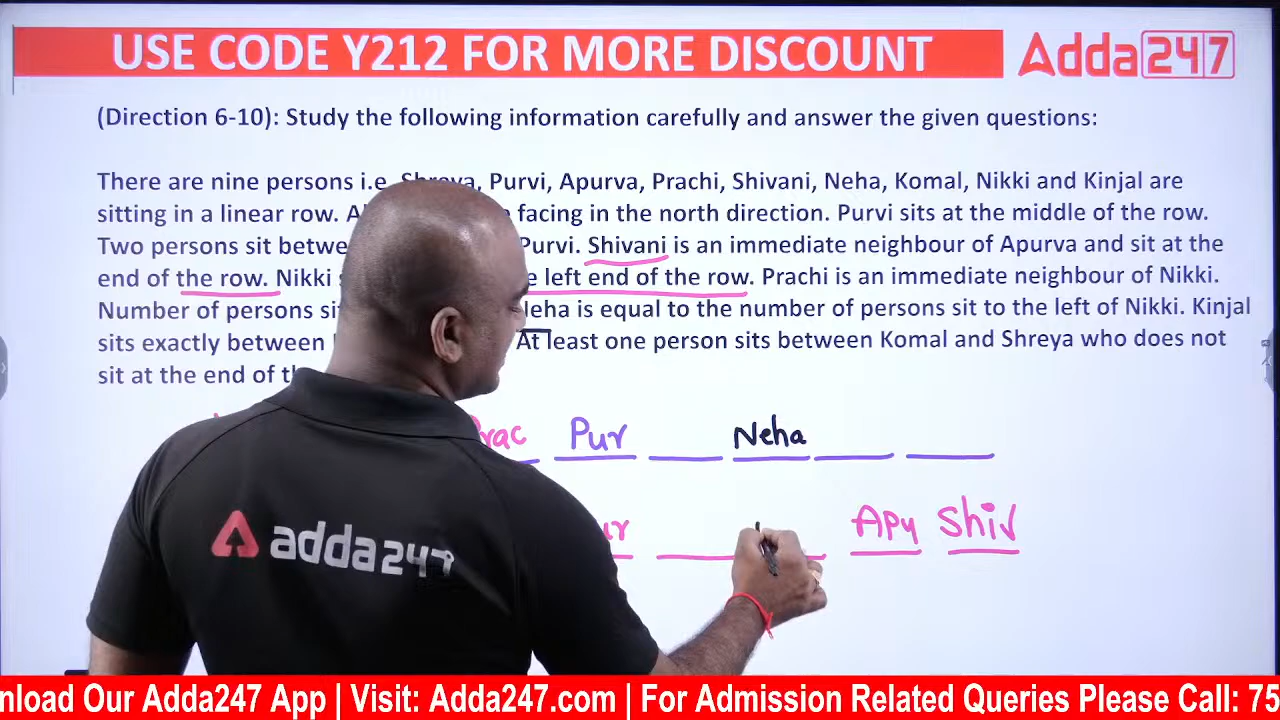 USE CODE Y212 FOR MORE DISCOUNT
Adda247
(Direction 6-10): Study the following information carefully and answer the given questions:
There are nine persons i.e. Shreya, Purvi, Apurva, Prachi, Shivani, Neha, Komal, Nikki and Kinjal are
sitting in a linear row. facing in the north direction. Purvi sits at the middle of the row.
Two persons sit Purvi. Shivani is an immediate neighbour of Apurva and sit at the
end of the row. Nikki left end of the row. Prachi is an immediate neighbour of Nikki.
Number of persons Neha is equal to the number of persons sit to the left of Nikki. Kinjal
sits exactly between At least one person sits between Komal and Shreya who does not
sit at the end of
Pur Neha
Apu Shiv
adda247
App | Visit: Adda247.com | For Admission Related Queries Please Call: 75